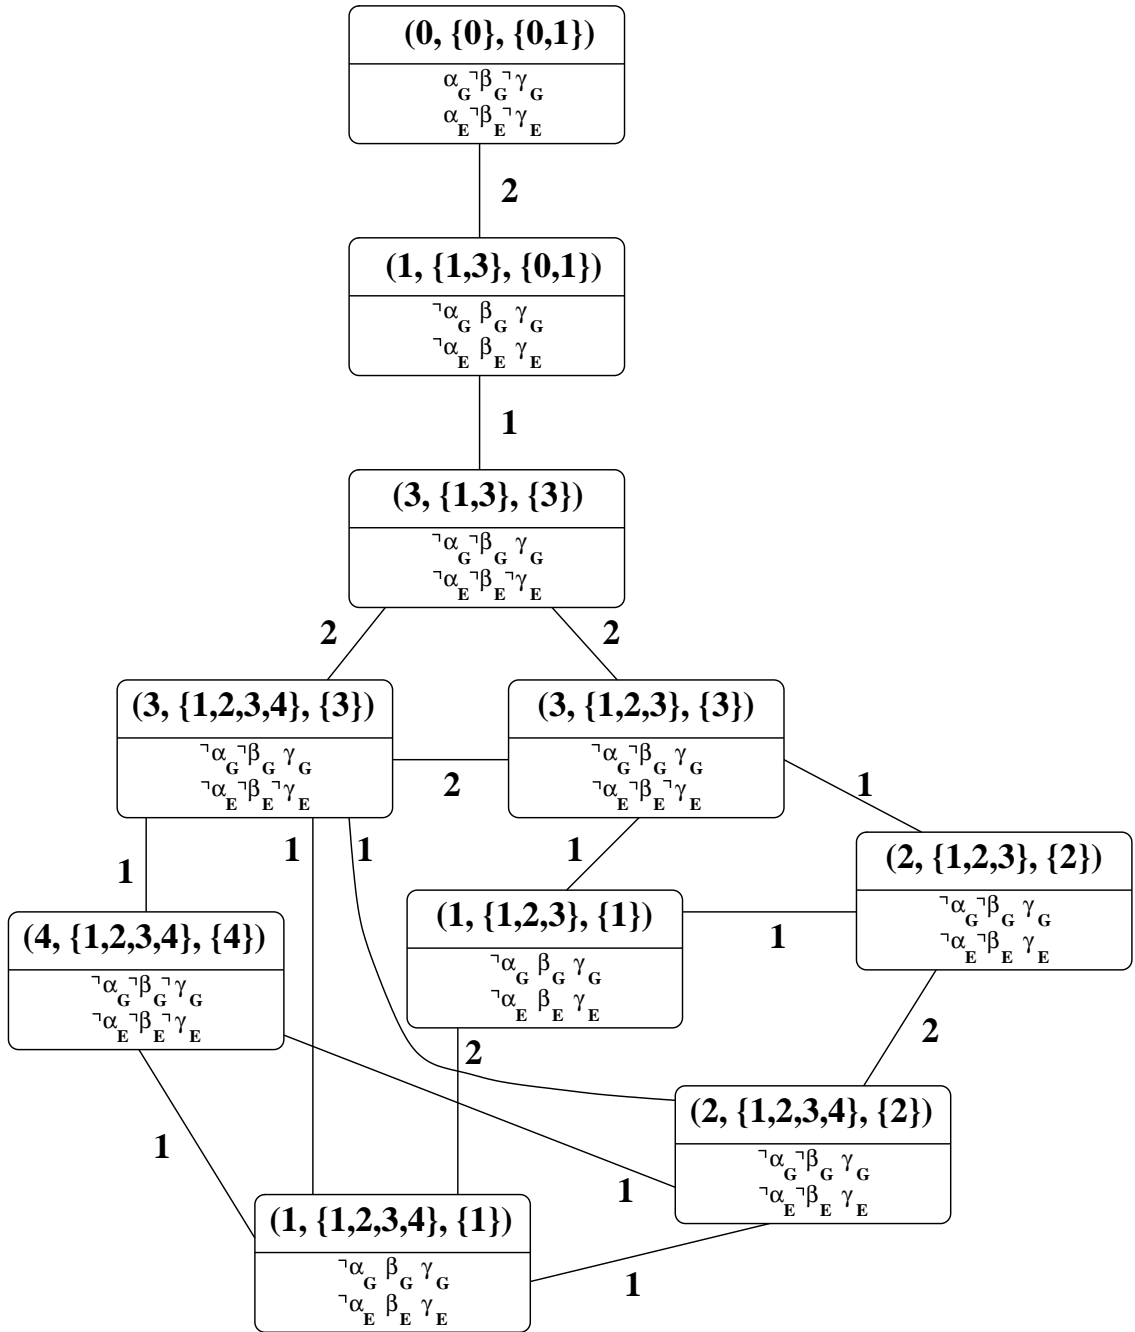 (0, {0}, {0,1})
α_G ¬β_G ¬γ_G
α_E ¬β_E ¬γ_E
2
(1, {1,3}, {0,1})
¬α_G β_G γ_G
¬α_E β_E γ_E
1
(3, {1,3}, {3})
¬α_G ¬β_G γ_G
¬α_E ¬β_E ¬γ_E
2
2
(3, {1,2,3,4}, {3})
¬α_G ¬β_G γ_G
¬α_E ¬β_E ¬γ_E
2
(3, {1,2,3}, {3})
¬α_G ¬β_G γ_G
¬α_E ¬β_E ¬γ_E
1
1
1
1
1
(2, {1,2,3}, {2})
¬α_G ¬β_G γ_G
¬α_E ¬β_E γ_E
(1, {1,2,3}, {1})
¬α_G β_G γ_G
¬α_E β_E γ_E
1
(4, {1,2,3,4}, {4})
¬α_G ¬β_G ¬γ_G
¬α_E ¬β_E ¬γ_E
2
2
(2, {1,2,3,4}, {2})
¬α_G ¬β_G γ_G
¬α_E ¬β_E γ_E
1
1
(1, {1,2,3,4}, {1})
¬α_G β_G γ_G
¬α_E β_E γ_E
1